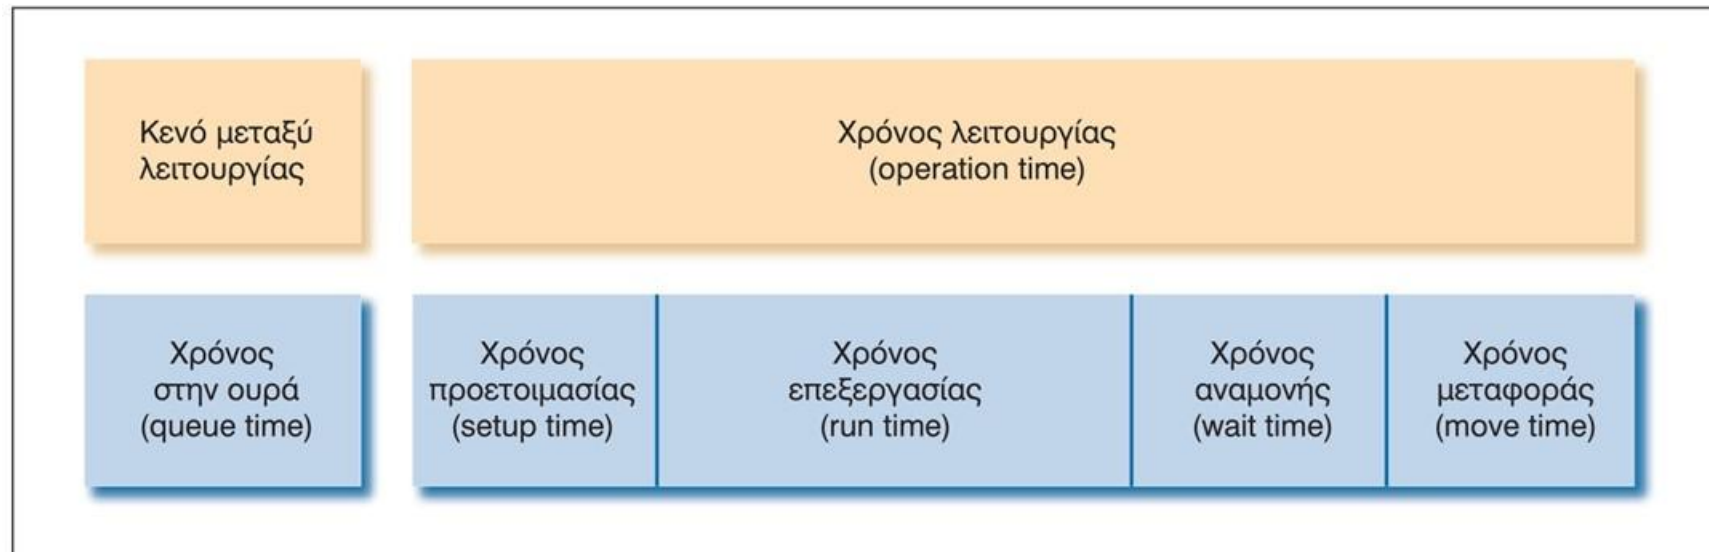 Κενό μεταξύ
λειτουργίας
Χρόνος λειτουργίας
(operation time)
Χρόνος
στην ουρά
(queue time)
Χρόνος
προετοιμασίας
(setup time)
Χρόνος
επεξεργασίας
(run time)
Χρόνος
αναμονής
(wait time)
Χρόνος
μεταφοράς
(move time)